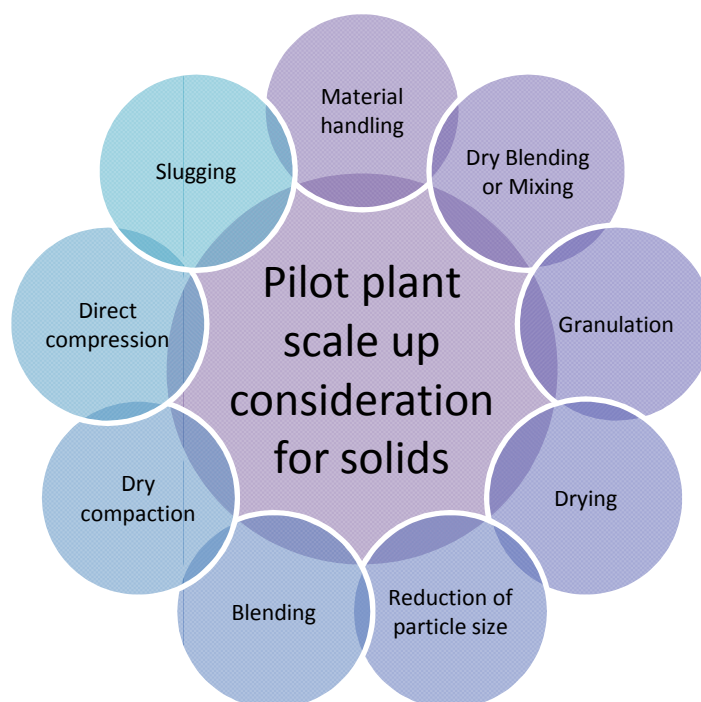 Material
handling
Dry Blending
or Mixing
Granulation
Drying
Reduction of
particle size
Blending
Dry
compaction
Direct
compression
Slugging
Pilot plant
scale up
consideration
for solids